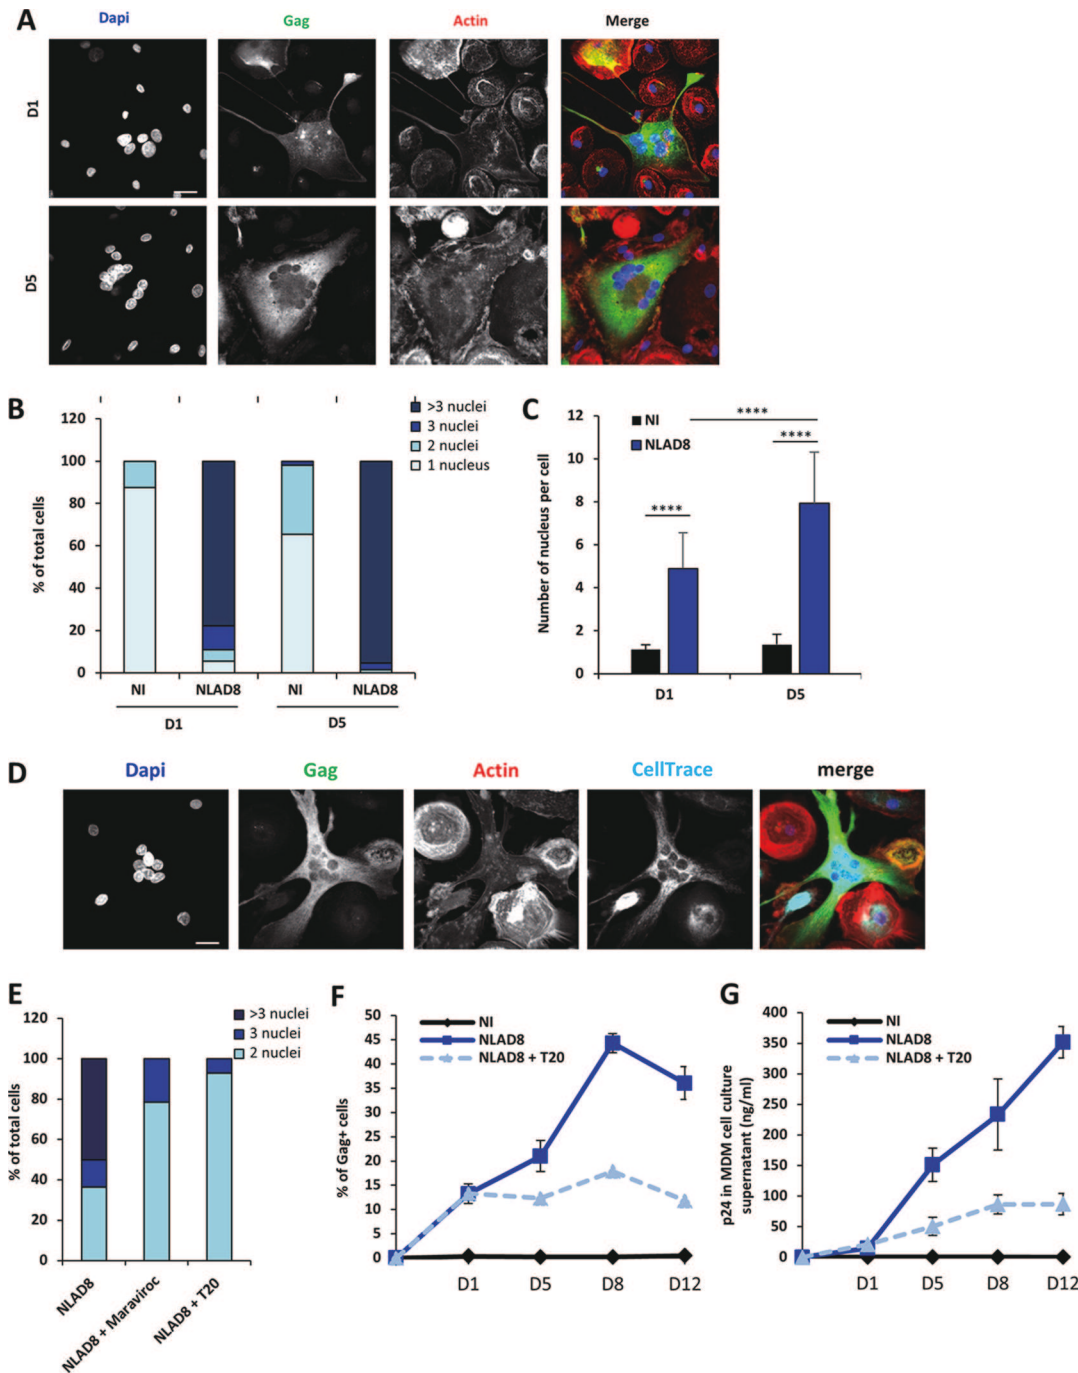 A
Dapi Gag Actin Merge
D1
D5
B
120
100
80
60
40
20
0
% of total cells
>3 nuclei
3 nuclei
2 nuclei
1 nucleus
NI NLAD8 NI NLAD8
D1 D5
C
12
10
8
6
4
2
0
Number of nucleus per cell
NI
NLAD8
****
****
****
D1 D5
D
Dapi Gag Actin CellTrace merge
E
120
100
80
60
40
20
0
% of total cells
>3 nuclei
3 nuclei
2 nuclei
NLAD8
NLAD8 + Maraviroc
NLAD8 + T20
F
50
45
40
35
30
25
20
15
10
5
0
% of Gag+ cells
NI
NLAD8
NLAD8 + T20
D1 D5 D8 D12
G
400
350
300
250
200
150
100
50
0
p24 in MDM cell culture
supernatant (ng/ml)
NI
NLAD8
NLAD8 + T20
D1 D5 D8 D12